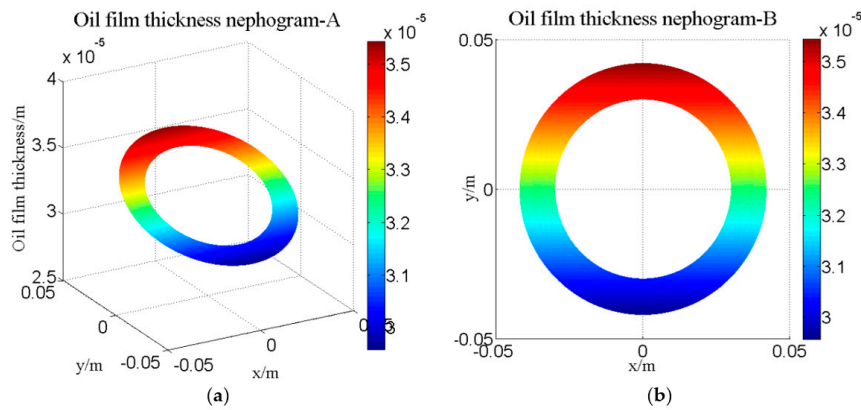 Oil film thickness nephogram-A
x 10⁻⁵
4
3.5
3
2.5
Oil film thickness/m
0.05
0
-0.05
y/m
-0.05
0
0.05
x/m
x 10⁻⁵
3.5
3.4
3.3
3.2
3.1
3
(a)
Oil film thickness nephogram-B
0.05
0
-0.05
y/m
-0.05
0
0.05
x/m
x 10⁻⁵
3.5
3.4
3.3
3.2
3.1
3
(b)